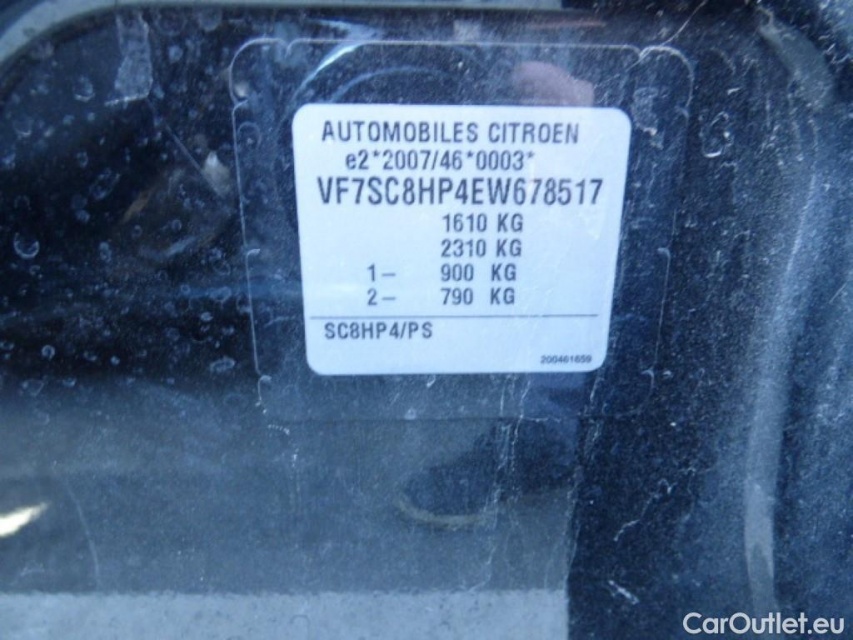 AUTOMOBILES CITROEN
e2*2007/46*0003*
VF7SC8HP4EW678517
1610 KG
2310 KG
1- 900 KG
2- 790 KG
SC8HP4/PS
200461659
CarOutlet.eu